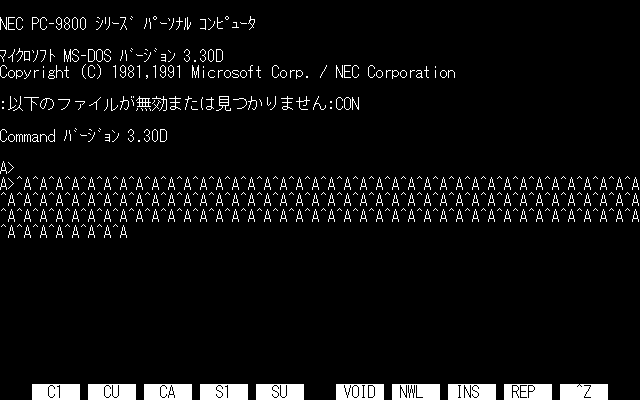 NEC PC-9800 ｼﾘｰｽﾞ ﾊﾟｰｿﾅﾙ ｺﾝﾋﾟｭｰﾀ
ﾏｲｸﾛｿﾌﾄ MS-DOS ﾊﾞｰｼﾞｮﾝ 3.30D
Copyright (C) 1981,1991 Microsoft Corp. / NEC Corporation
:以下のファイルが無効または見つかりません:CON
Command ﾊﾞｰｼﾞｮﾝ 3.30D
A>
A>^A^A^A^A^A^A^A^A^A^A^A^A^A^A^A^A^A^A^A^A^A^A^A^A^A^A^A^A^A^A^A^A^A^A^A^A^A^A^A
^A^A^A^A^A^A^A^A^A^A^A^A^A^A^A^A^A^A^A^A^A^A^A^A^A^A^A^A^A^A^A^A^A^A^A^A^A^A^A^A
^A^A^A^A^A^A^A^A^A^A^A^A^A^A^A^A^A^A^A^A^A^A^A^A^A^A^A^A^A^A^A^A^A^A^A^A^A^A^A^A
^A^A^A^A^A^A^A^A
C1 CU CA S1 SU VOID NWL INS REP ^Z